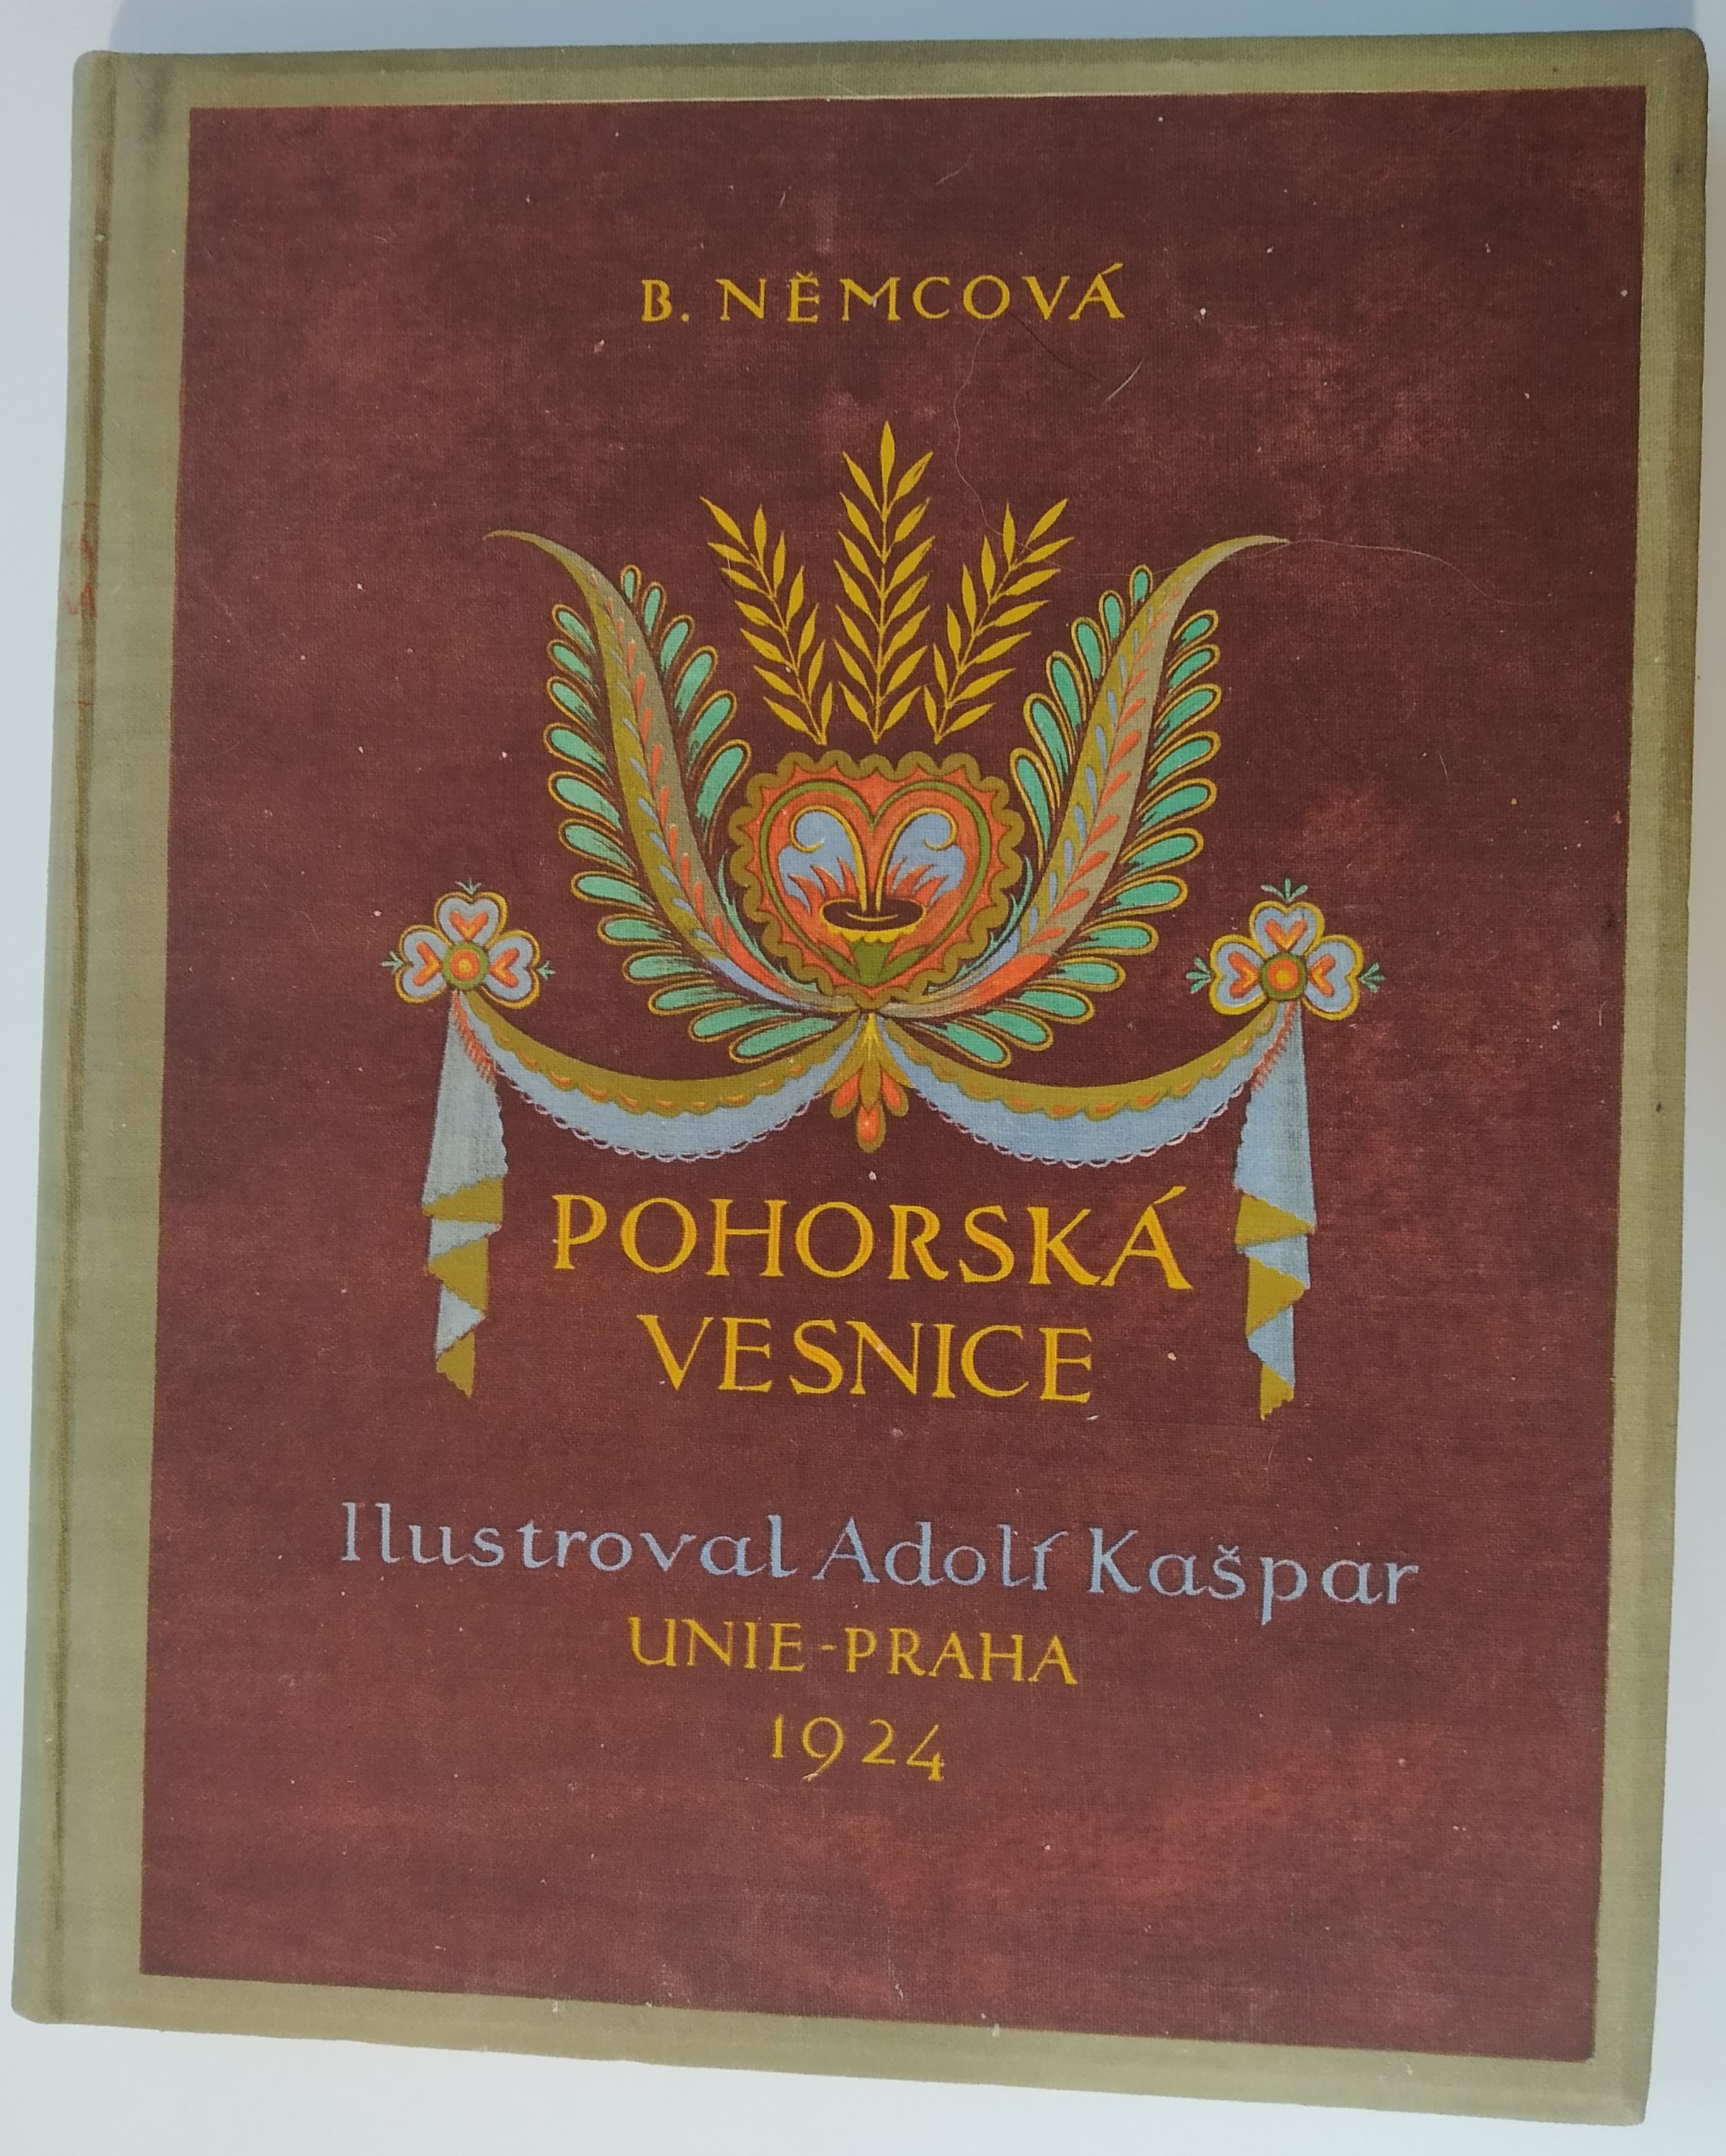 B. NĚMCOVÁ
POHORSKÁ
VESNICE
Ilustroval Adolf Kašpar
UNIE-PRAHA
1924